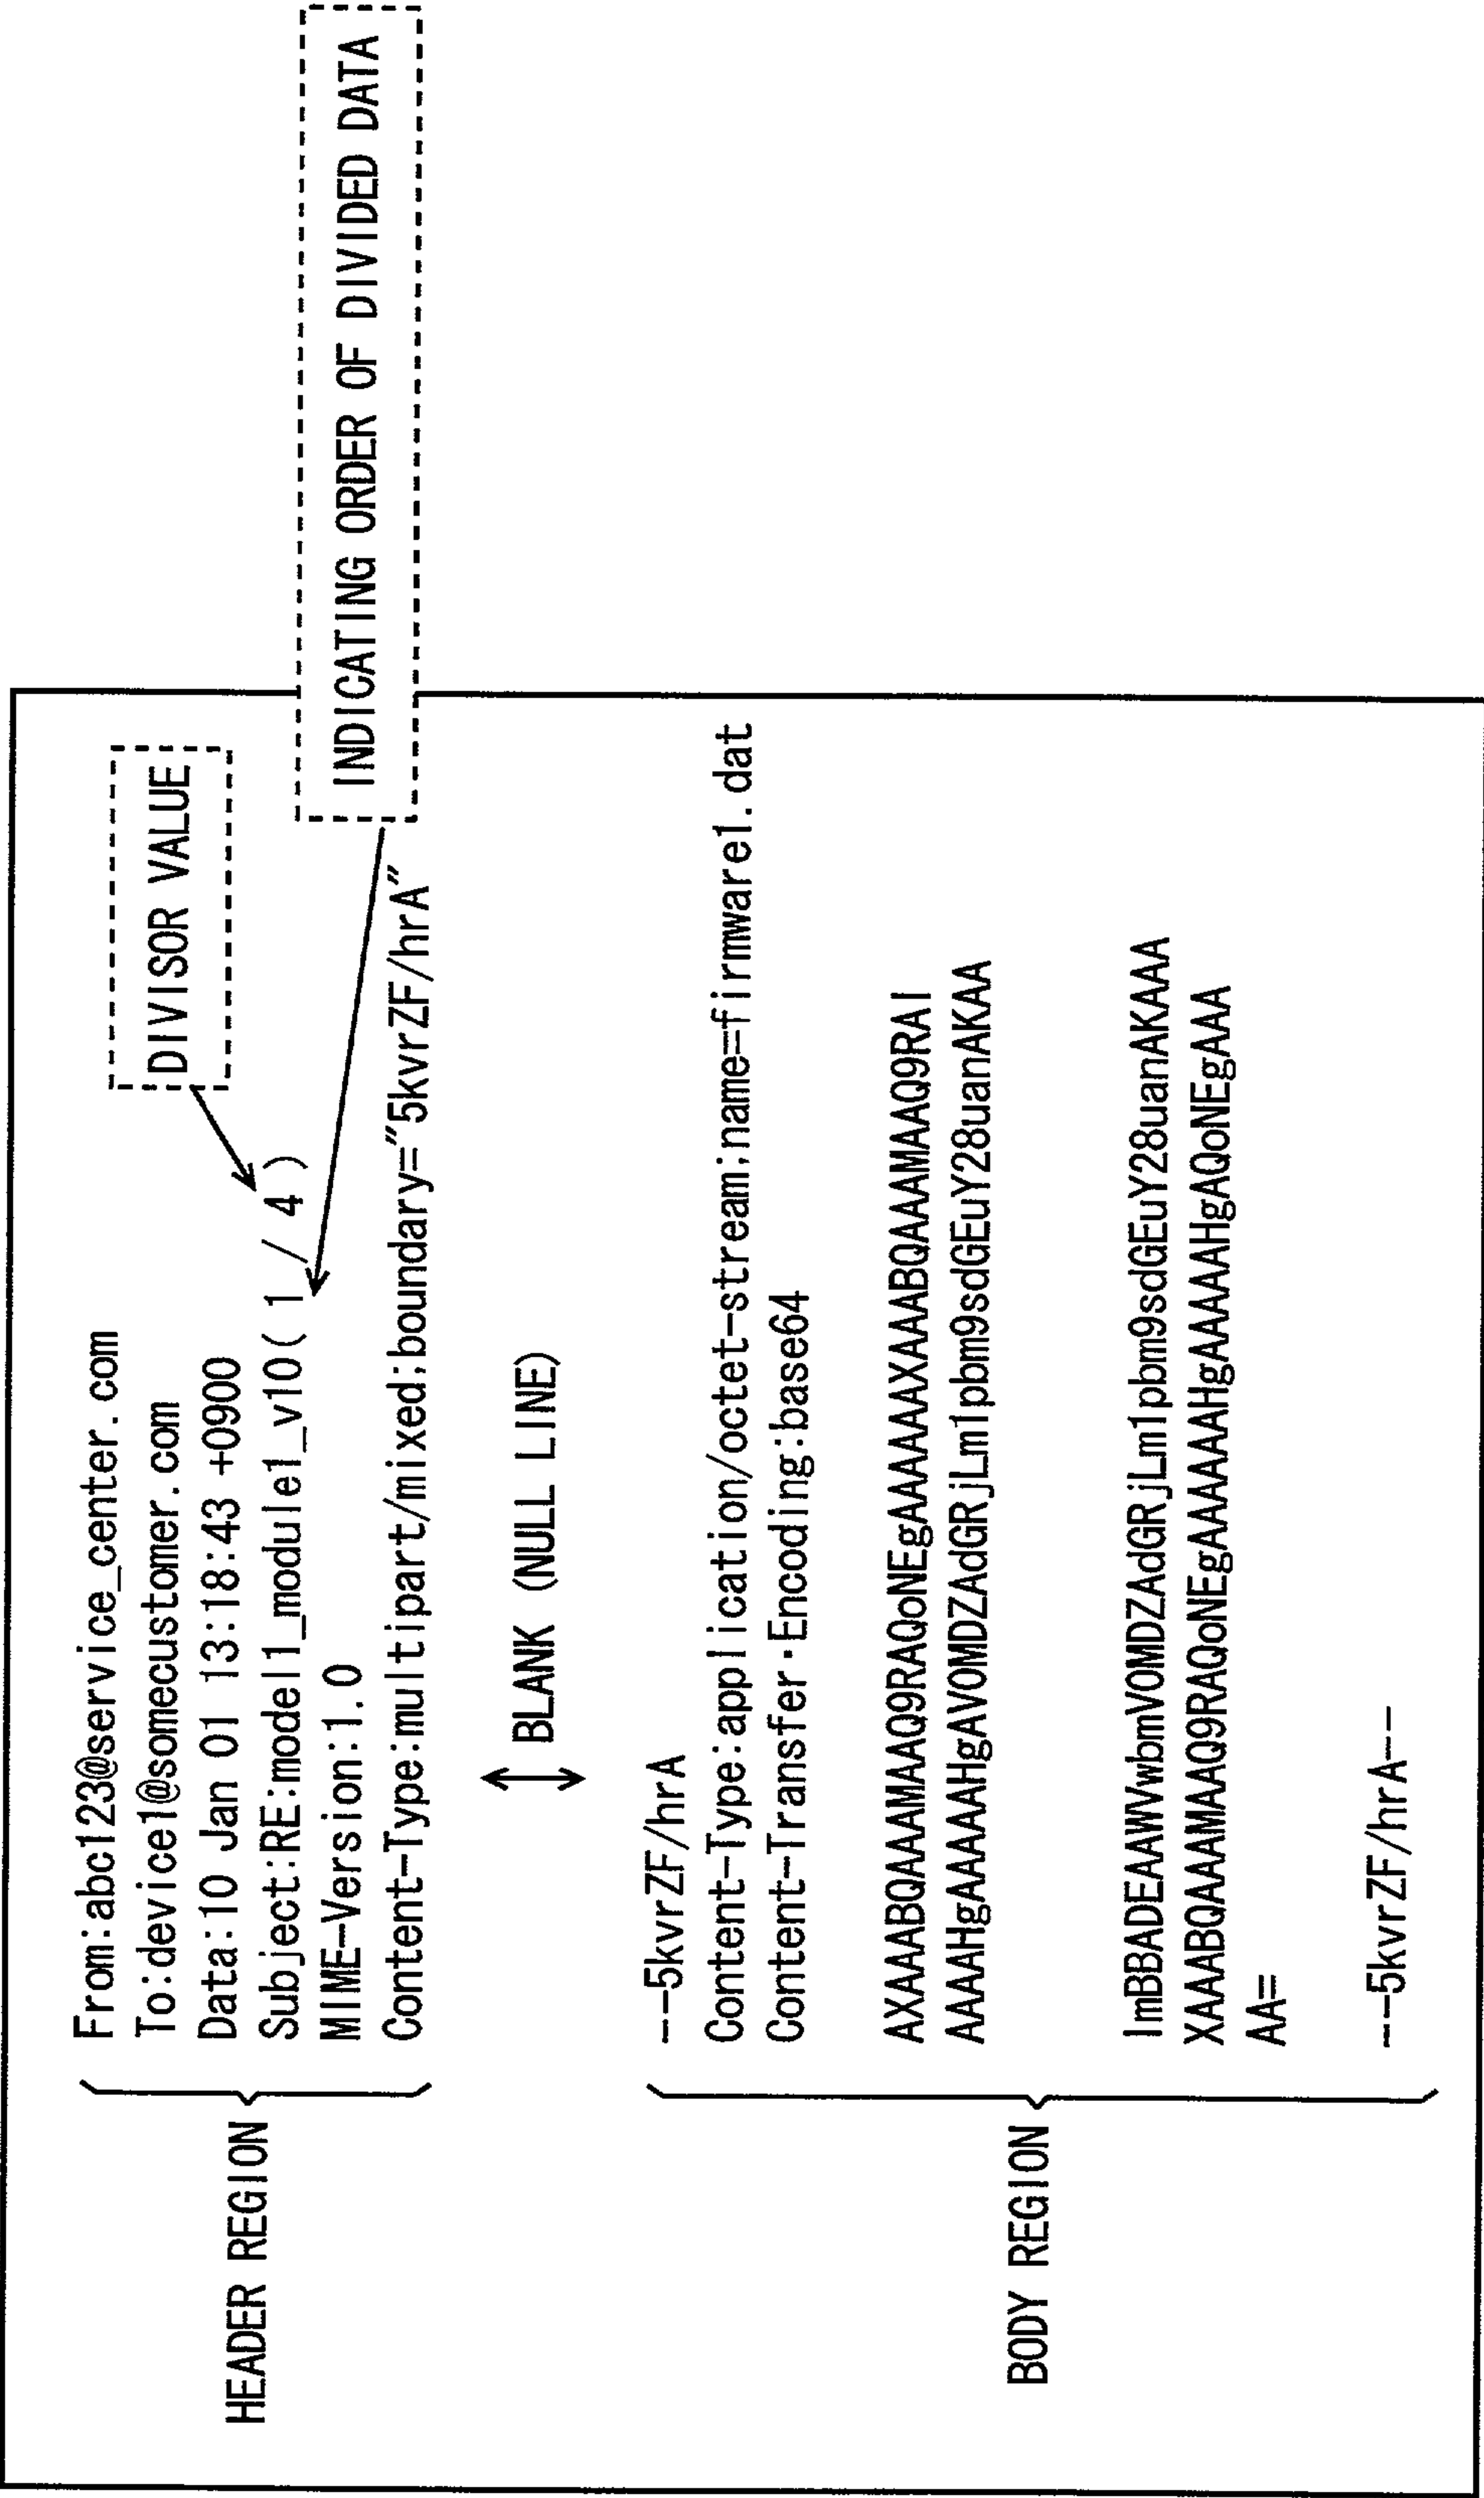 HEADER REGION
From:abc123@service_center.com
To:device1@somecustomer.com
Data:10 Jan 01 13:18:43 +0900
Subject:RE:model1_module1_v10( 1 / 4 )
MIME-Version:1.0
Content-Type:multipart/mixed;boundary="5kvrZF/hrA"
DIVISOR VALUE
INDICATING ORDER OF DIVIDED DATA
BLANK (NULL LINE)
BODY REGION
--5kvrZF/hrA
Content-Type:application/octet-stream;name=firmware1.dat
Content-Transfer-Encoding:base64
AXAAABQAAAMAAQ9RAQoNEgAAAAAAXAAABQAAAMAAQ9RAI
AAAAHgAAAAAHgAVOMDZAdGRjLm1pbm9sdGEuY28uanAKAA
ImBBADEAAWVwbmVOMDZAdGRjLm1pbm9sdGEuY28uanAKAAA
XAAABQAAAMAAQ9RAQoNEgAAAAAHgAAAAAHgAQoNEgAAA
AA=
--5kvrZF/hrA--